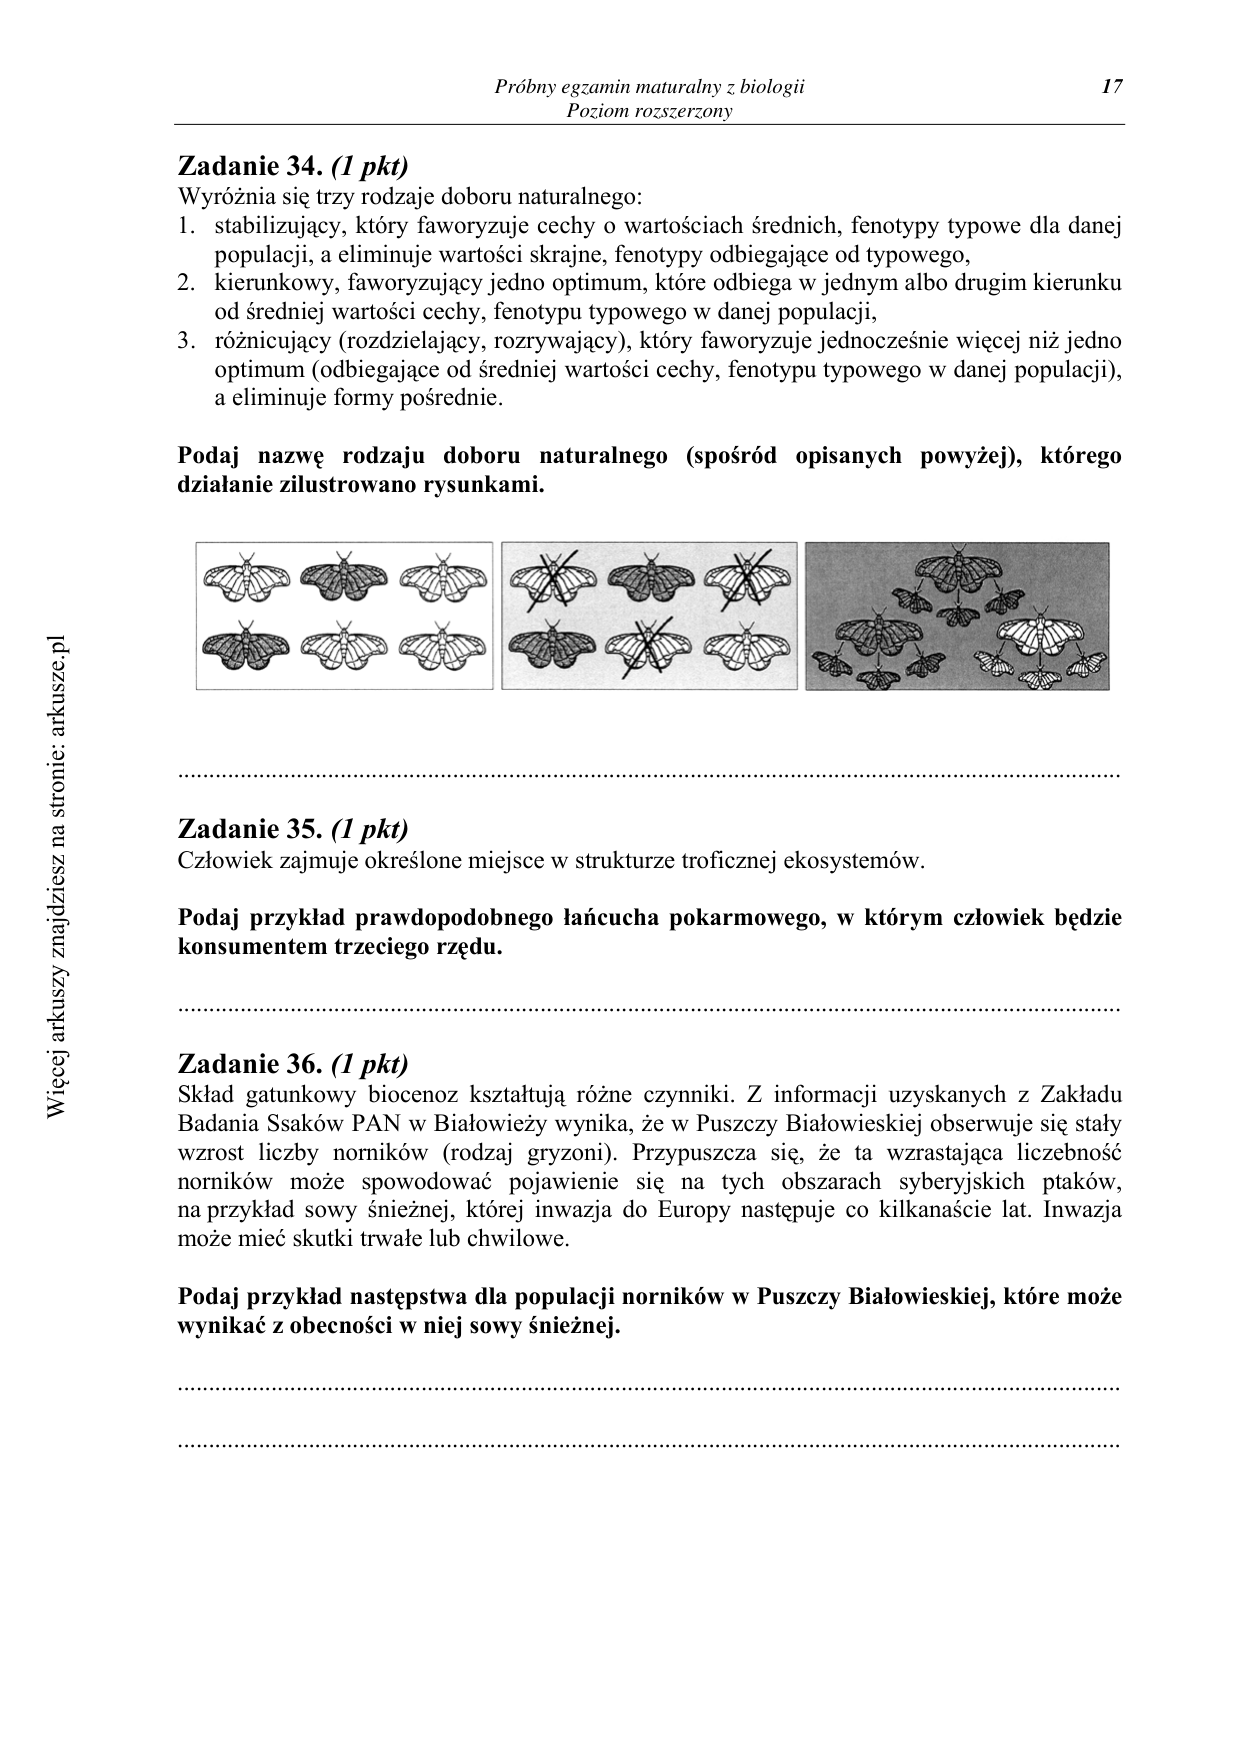 Próbny egzamin maturalny z biologii 17
Poziom rozszerzony
Zadanie 34. (1 pkt)
Wyróżnia się trzy rodzaje doboru naturalnego:
1. stabilizujący, który faworyzuje cechy o wartościach średnich, fenotypy typowe dla danej
populacji, a eliminuje wartości skrajne, fenotypy odbiegające od typowego,
2. kierunkowy, faworyzujący jedno optimum, które odbiega w jednym albo drugim kierunku
od średniej wartości cechy, fenotypu typowego w danej populacji,
3. różnicujący (rozdzielający, rozrywający), który faworyzuje jednocześnie więcej niż jedno
optimum (odbiegające od średniej wartości cechy, fenotypu typowego w danej populacji),
a eliminuje formy pośrednie.
Podaj nazwę rodzaju doboru naturalnego (spośród opisanych powyżej), którego
działanie zilustrowano rysunkami.
Zadanie 35. (1 pkt)
Człowiek zajmuje określone miejsce w strukturze troficznej ekosystemów.
Podaj przykład prawdopodobnego łańcucha pokarmowego, w którym człowiek będzie
konsumentem trzeciego rzędu.
Zadanie 36. (1 pkt)
Skład gatunkowy biocenoz kształtują różne czynniki. Z informacji uzyskanych z Zakładu
Badania Ssaków PAN w Białowieży wynika, że w Puszczy Białowieskiej obserwuje się stały
wzrost liczby norników (rodzaj gryzoni). Przypuszcza się, że ta wzrastająca liczebność
norników może spowodować pojawienie się na tych obszarach syberyjskich ptaków,
na przykład sowy śnieżnej, której inwazja do Europy następuje co kilkanaście lat. Inwazja
może mieć skutki trwałe lub chwilowe.
Podaj przykład następstwa dla populacji norników w Puszczy Białowieskiej, które może
wynikać z obecności w niej sowy śnieżnej.
Więcej arkuszy znajdziesz na stronie: arkusze.pl